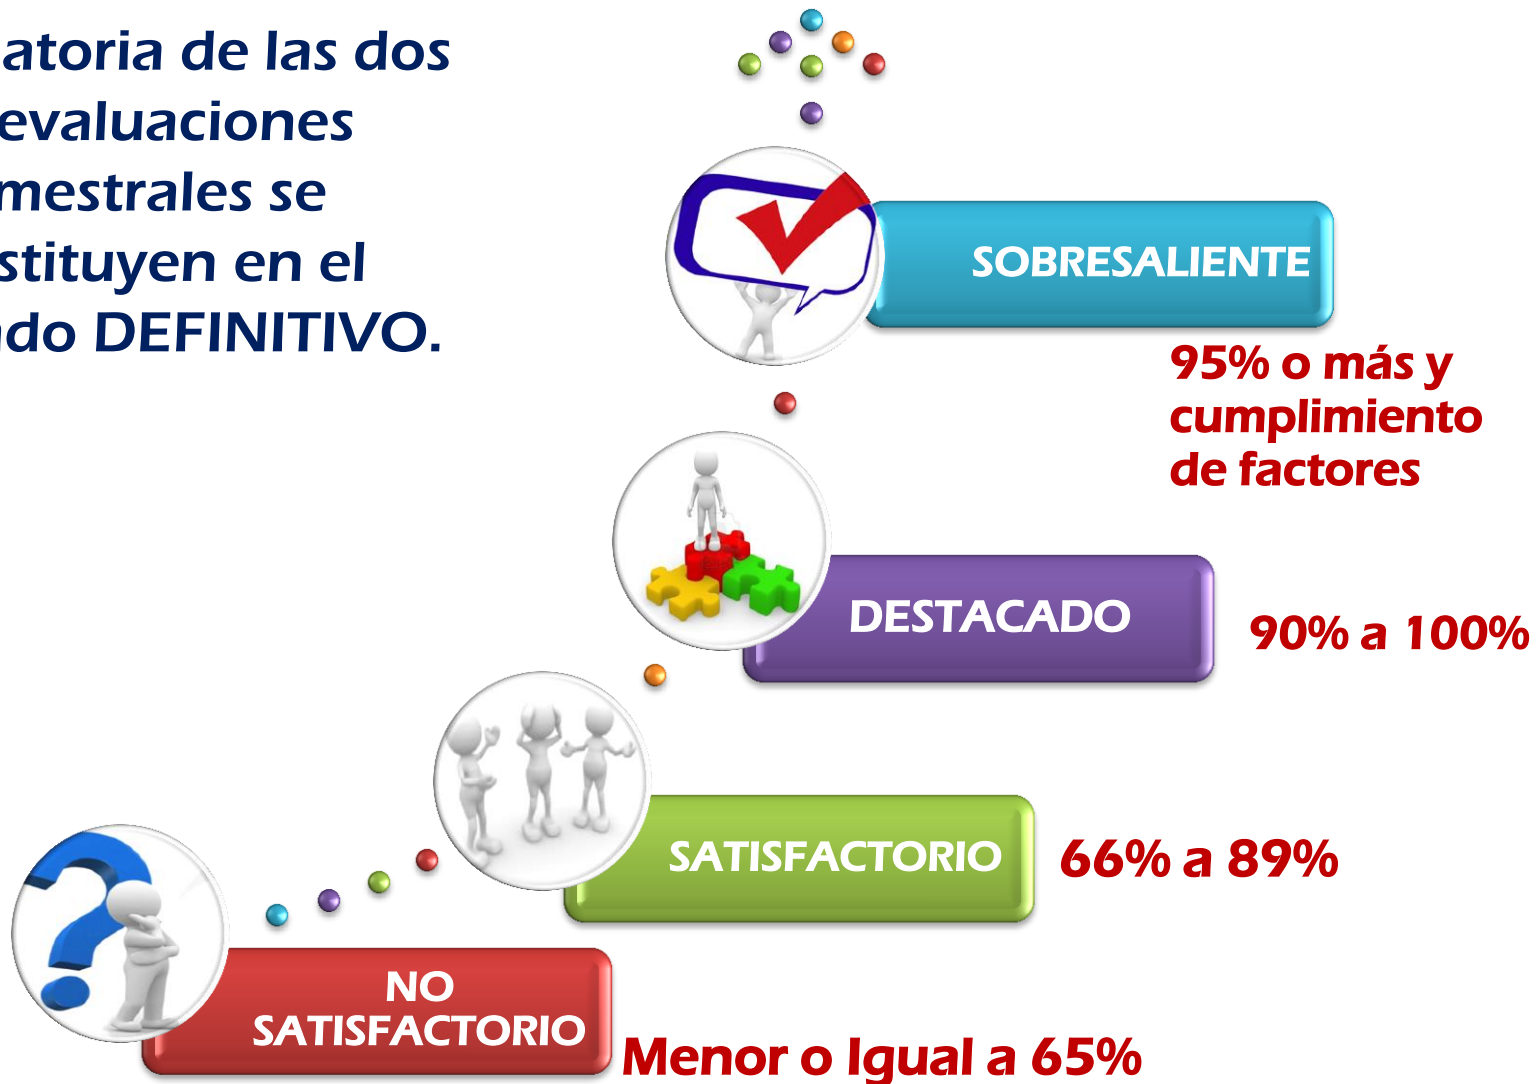 atoria de las dos
evaluaciones
mestrales se
stituyen en el
do DEFINITIVO.
SOBRESALIENTE
95% o más y
cumplimiento
de factores
DESTACADO
90% a 100%
SATISFACTORIO
66% a 89%
NO
SATISFACTORIO
Menor o Igual a 65%